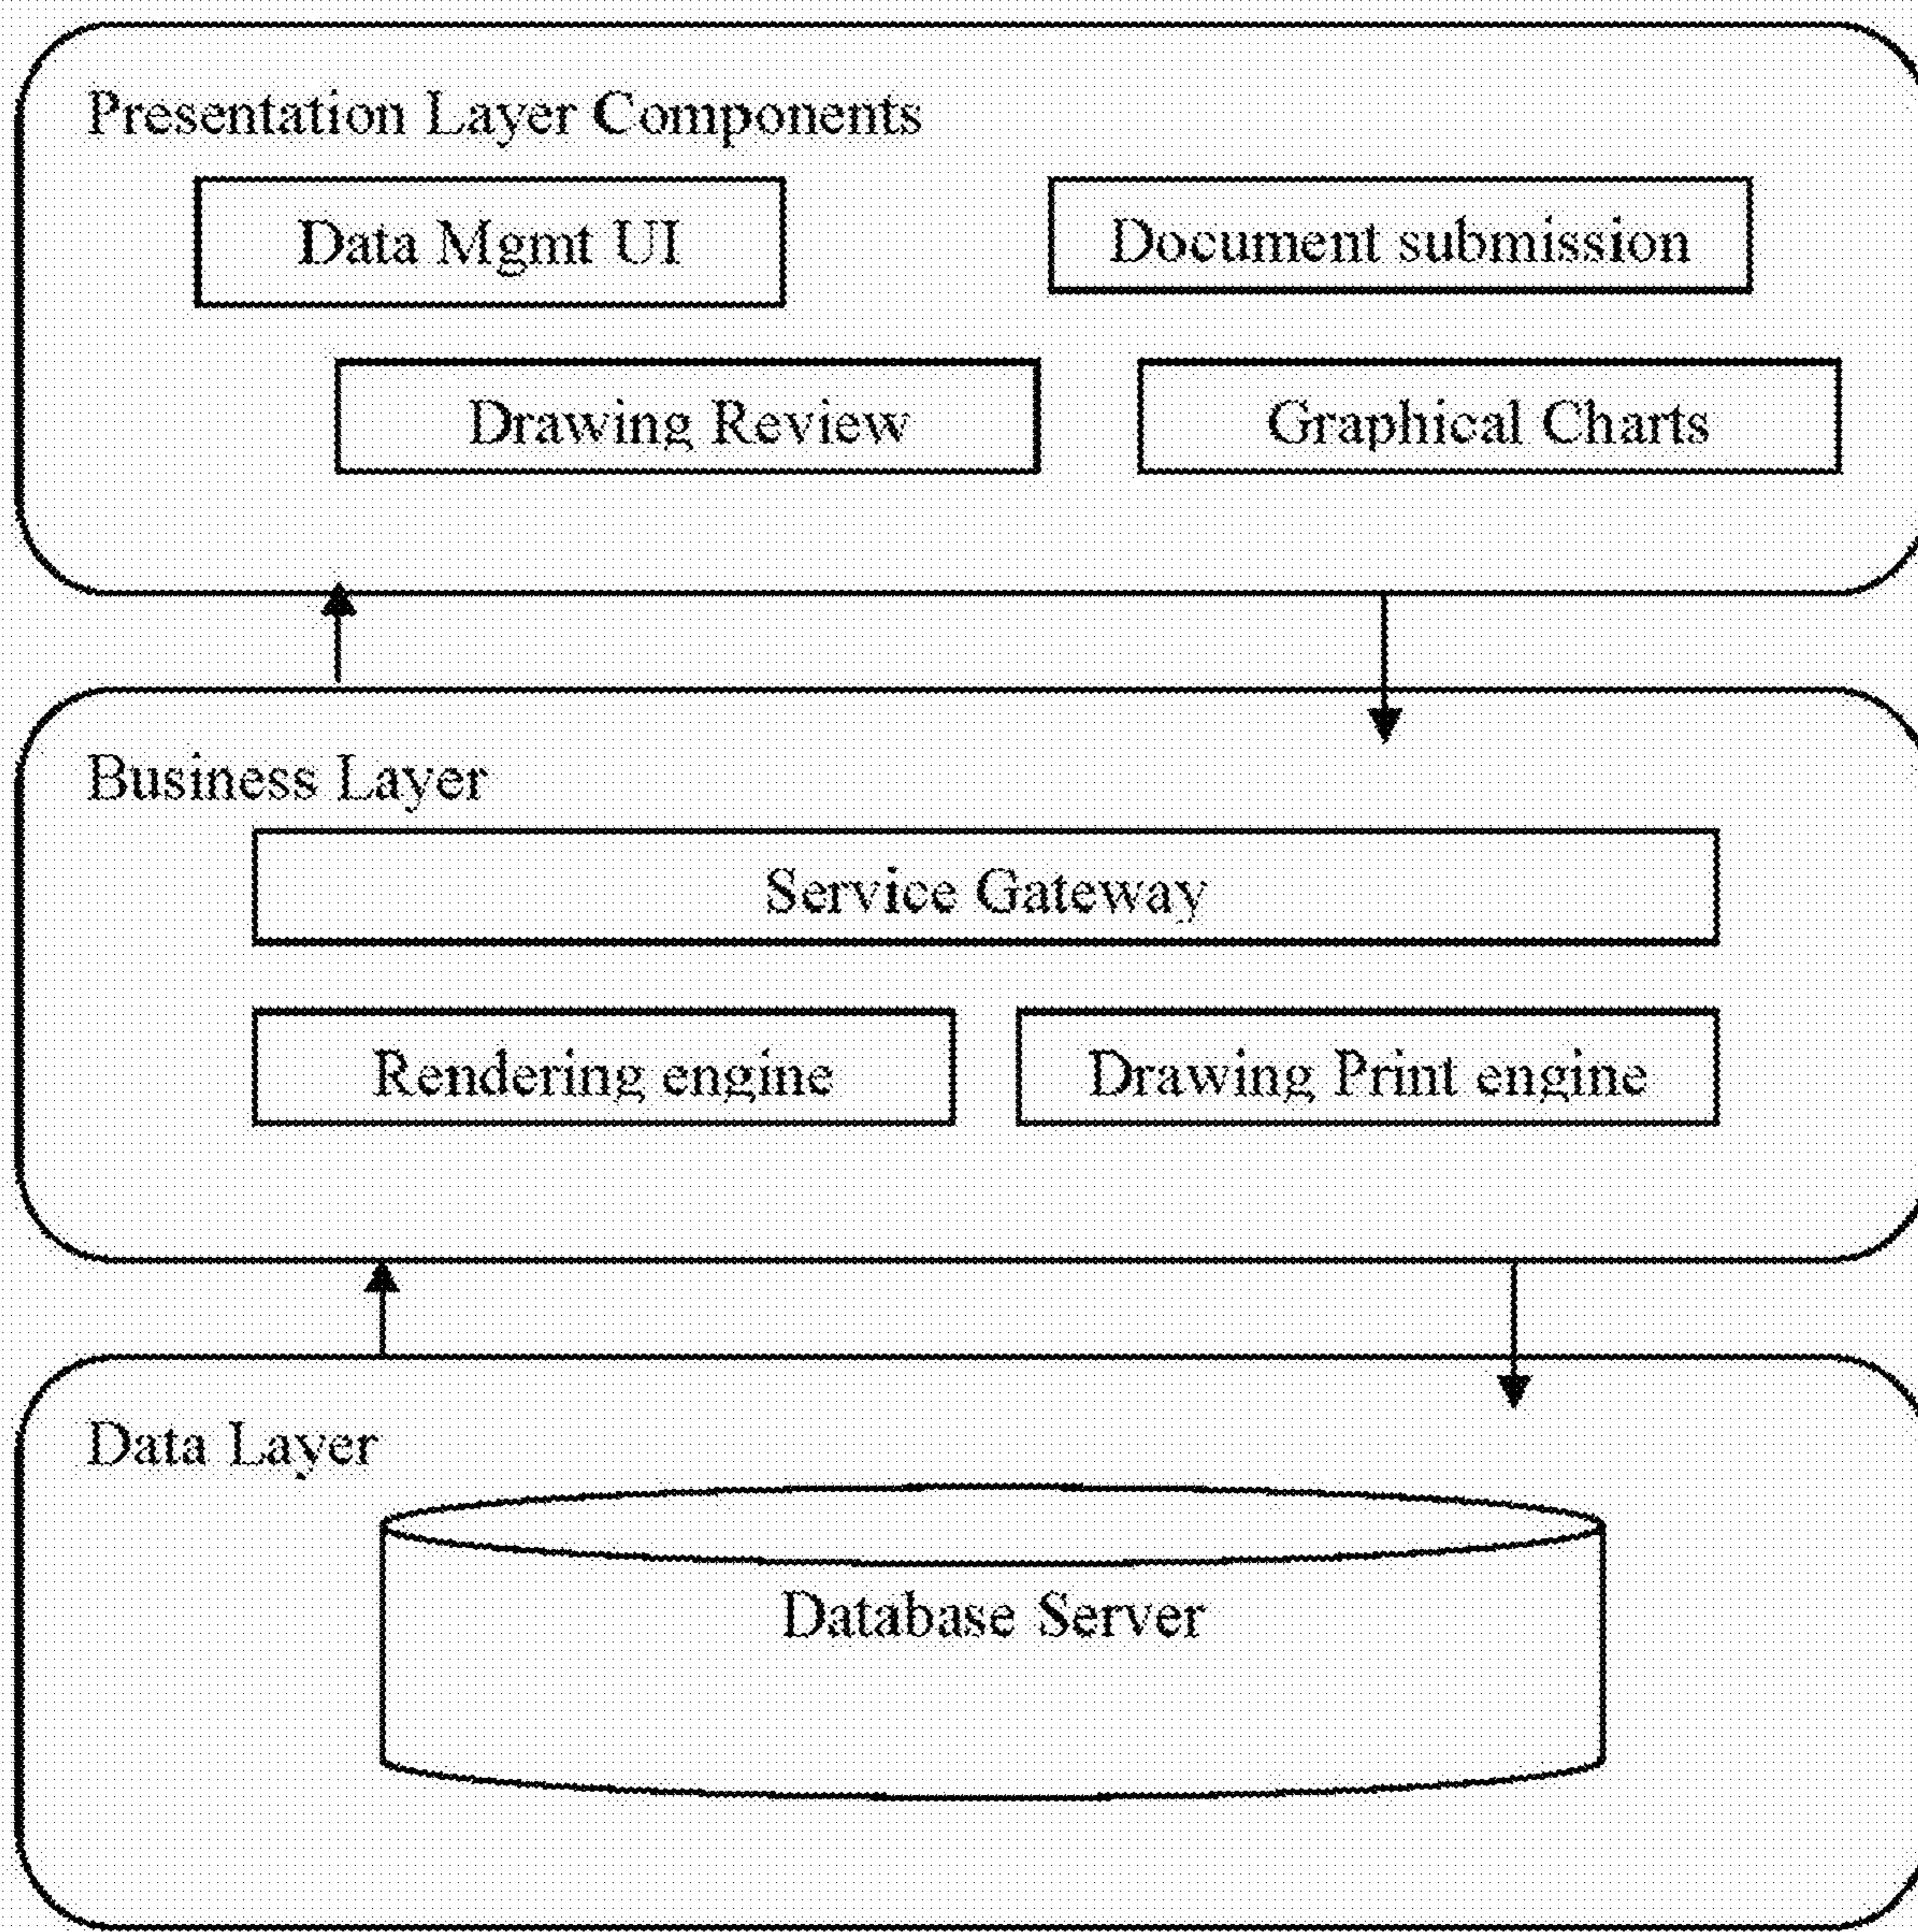 Presentation Layer Components
Data Mgmt UI
Document submission
Drawing Review
Graphical Charts
Business Layer
Service Gateway
Rendering engine
Drawing Print engine
Data Layer
Database Server